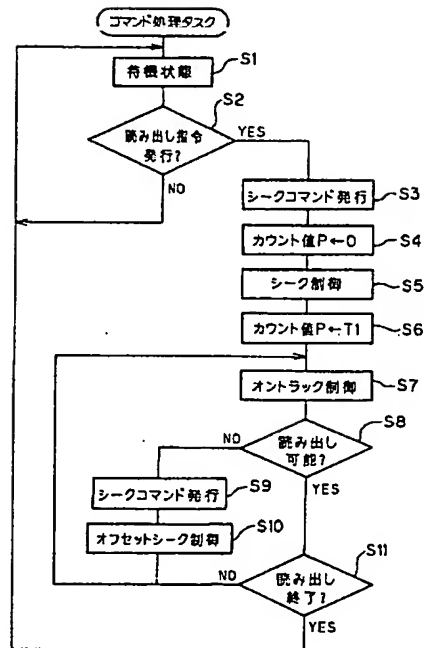 コマンド処理タスク
待機状態
S1
S2
読み出し指令
発行?
YES
NO
シークコマンド発行
S3
カウント値P←0
S4
シーク制御
S5
カウント値P←T1
S6
オントラック制御
S7
S8
読み出し
可能?
NO
YES
シークコマンド発行
S9
オフセットシーク制御
S10
S11
読み出し
終了?
NO
YES